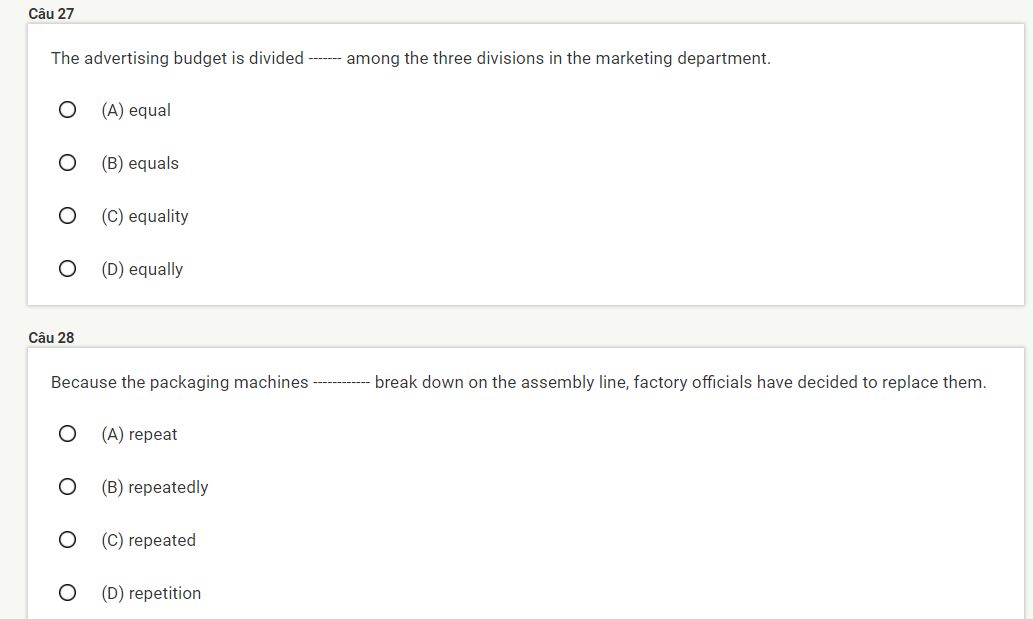 Câu 27
The advertising budget is divided ------- among the three divisions in the marketing department.
(A) equal
(B) equals
(C) equality
(D) equally
Câu 28
Because the packaging machines ------------ break down on the assembly line, factory officials have decided to replace them.
(A) repeat
(B) repeatedly
(C) repeated
(D) repetition